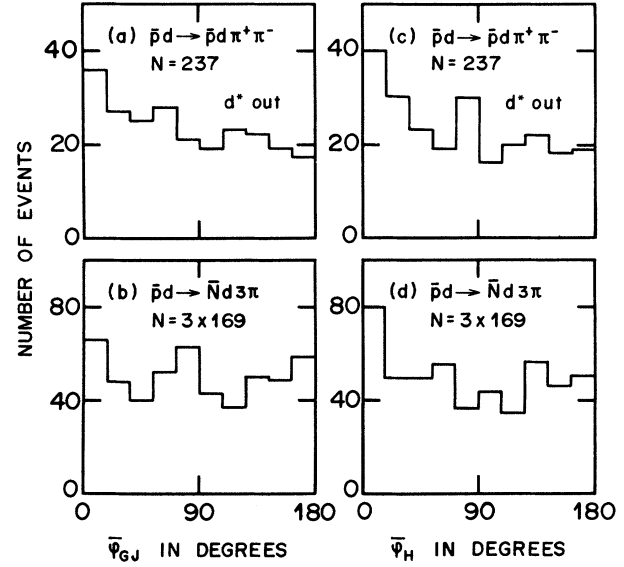 NUMBER OF EVENTS
(a) p̄d → p̄dπ⁺π⁻
N = 237
d* out
40
20
0
(c) p̄d → p̄dπ⁺π⁻
N = 237
d* out
40
20
0
(b) p̄d → N̄d3π
N = 3 x 169
80
40
0
0 90 180
φ̄GJ IN DEGREES
(d) p̄d → N̄d3π
N = 3 x 169
80
40
0
0 90 180
φ̄H IN DEGREES